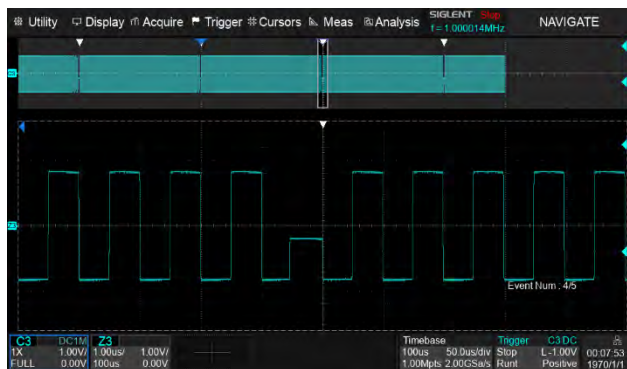 Utility Display Acquire Trigger Cursors Meas Analysis SIGLENT Stop NAVIGATE
f = 1.000014MHz
C3
Z3
Event Num : 4/5
C3 DC1M Z3 Timebase Trigger C3 DC
1X 1.00V/ 1.00us/ 1.00V/ 100us 50.0us/div Stop L -1.00V 00:07:53
FULL 0.00V 100us 0.00V 1.00Mpts 2.00GSa/s Runt Positive 1970/1/1